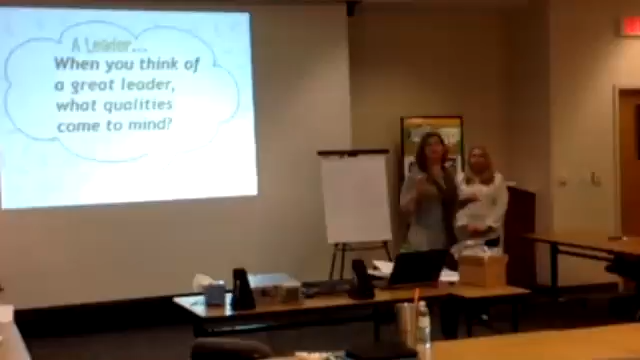 A Leader...
When you think of
a great leader,
what qualities
come to mind?